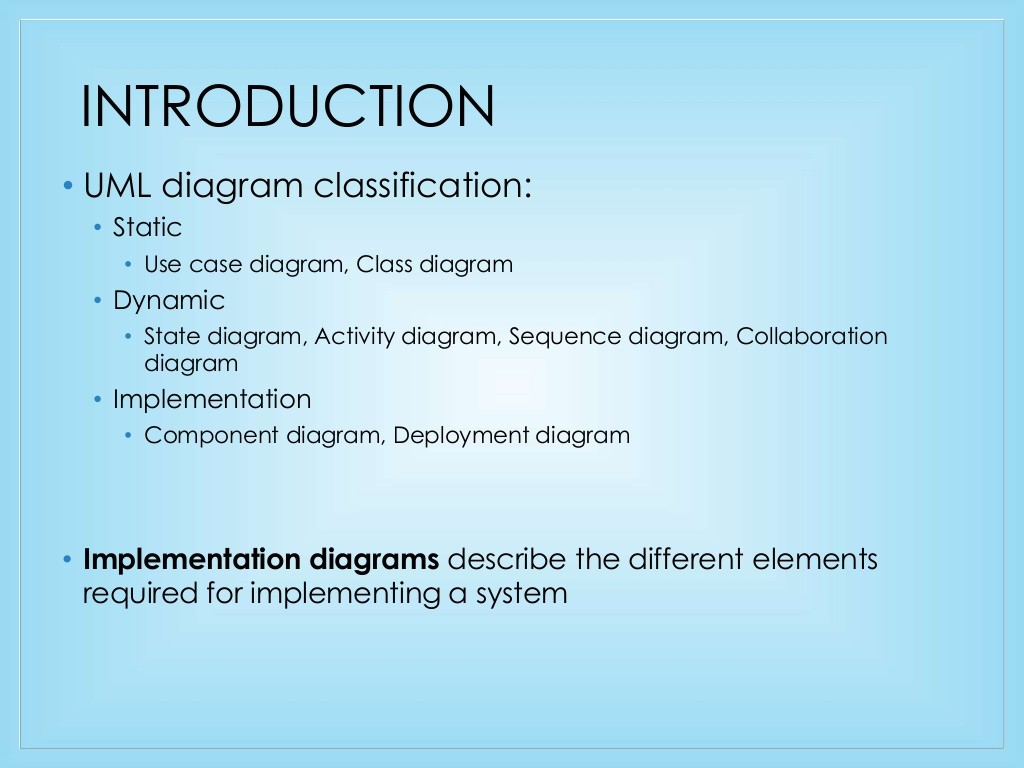 INTRODUCTION
• UML diagram classification:
• Static
• Use case diagram, Class diagram
• Dynamic
• State diagram, Activity diagram, Sequence diagram, Collaboration
diagram
• Implementation
• Component diagram, Deployment diagram
• Implementation diagrams describe the different elements
required for implementing a system